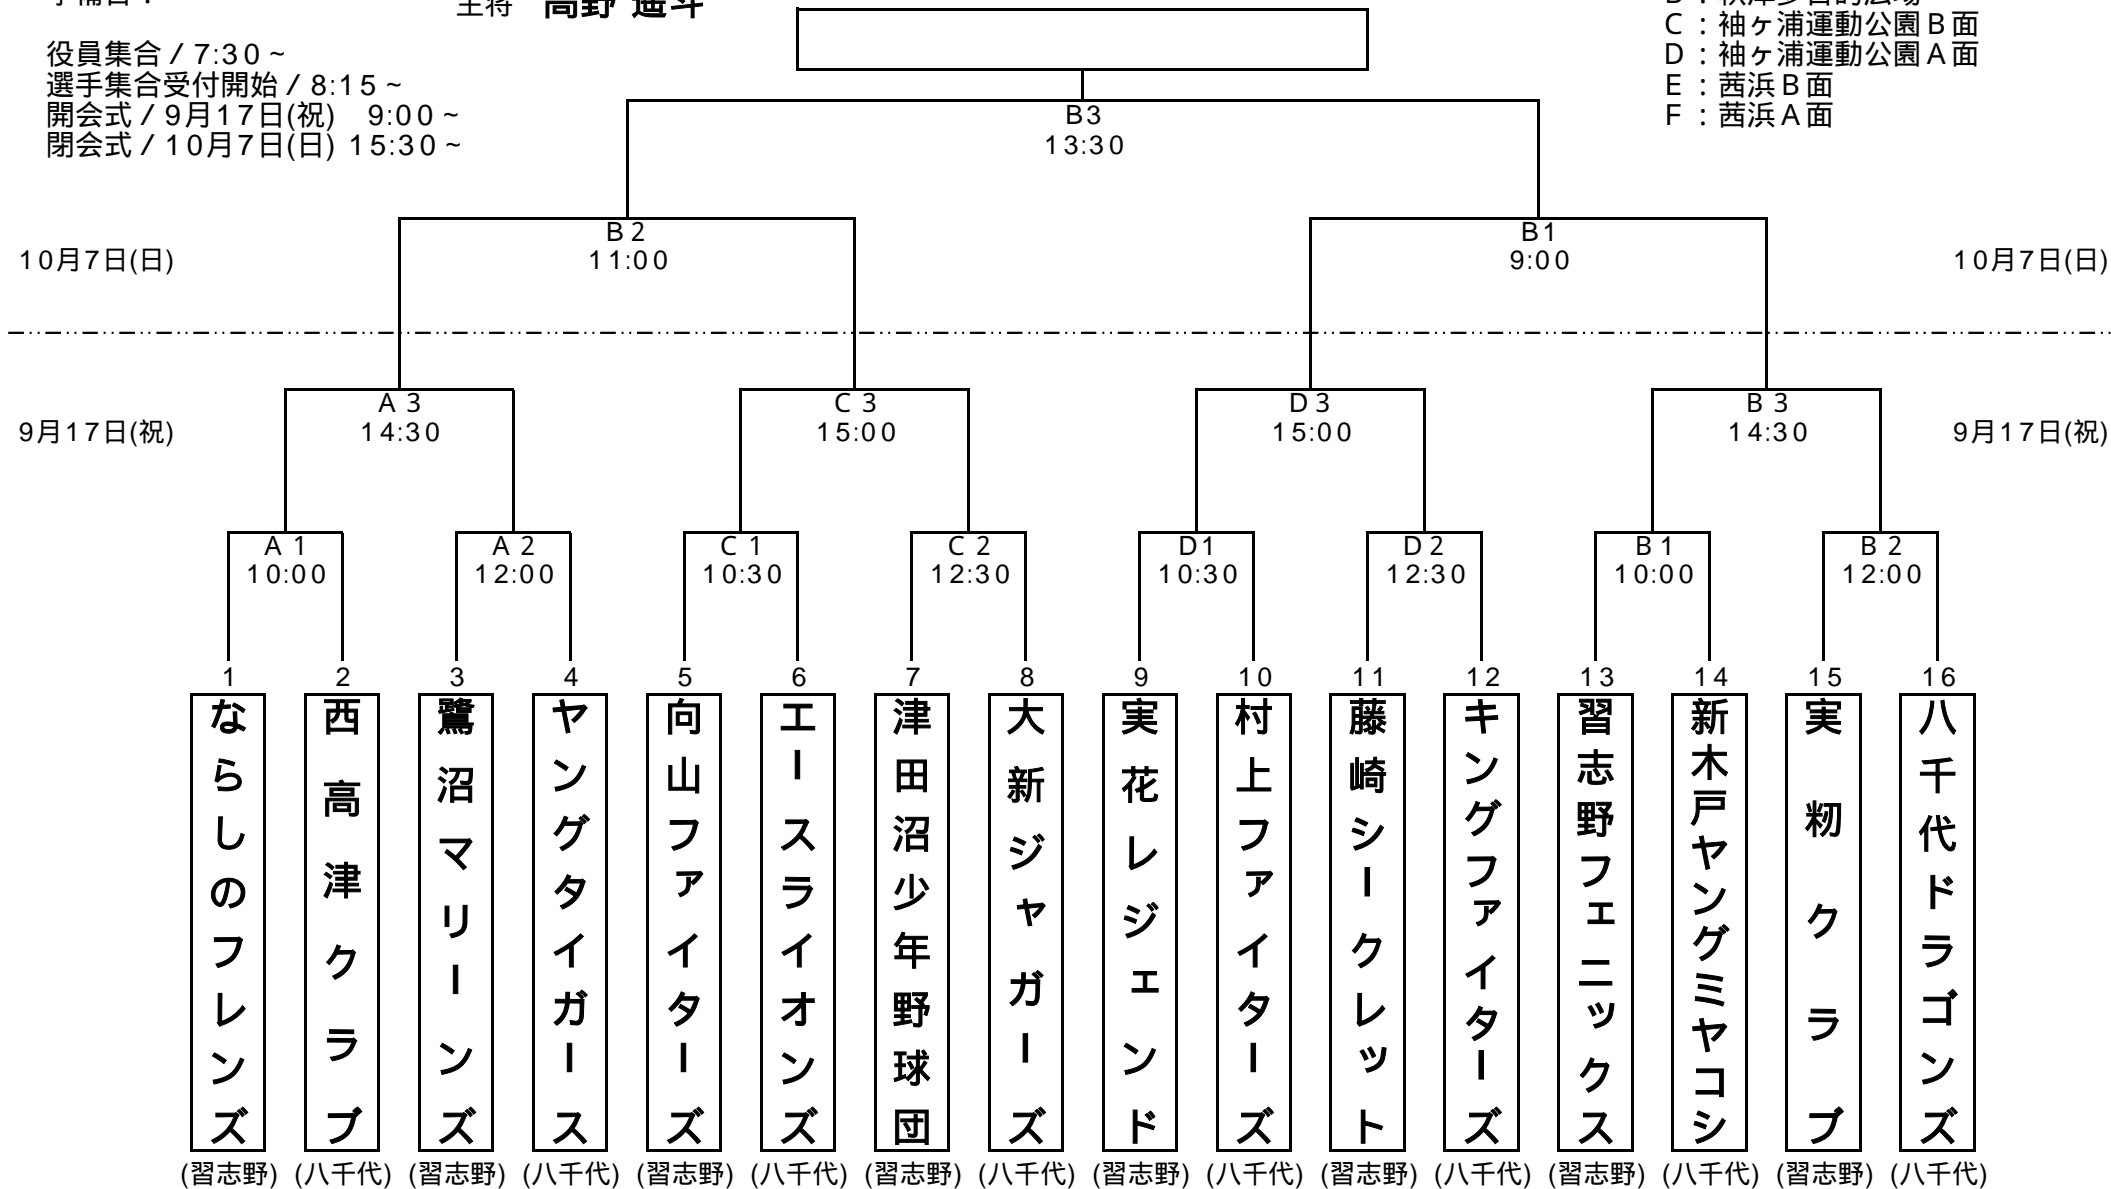 主将 高野 遥斗
役員集合 / 7:30 ~
選手集合受付開始 / 8:15 ~
開会式 / 9月17日(祝) 9:00 ~
閉会式 / 10月7日(日) 15:30 ~
C : 袖ヶ浦運動公園B面
D : 袖ヶ浦運動公園A面
E : 茜浜B面
F : 茜浜A面
B3
13:30
10月7日(日)
B2
11:00
B1
9:00
10月7日(日)
9月17日(祝)
A 3
14:30
C 3
15:00
D3
15:00
B 3
14:30
9月17日(祝)
A 1
10:00
A 2
12:00
C 1
10:30
C 2
12:30
D1
10:30
D2
12:30
B1
10:00
B 2
12:00
1
ならしのフレンズ
(習志野)
2
西高津クラブ
(八千代)
3
鷺沼マリーンズ
(習志野)
4
ヤングタイガース
(八千代)
5
向山ファイターズ
(習志野)
6
エースライオンズ
(八千代)
7
津田沼少年野球団
(習志野)
8
大新ジャガーズ
(八千代)
9
実花レジェンド
(習志野)
10
村上ファイターズ
(八千代)
11
藤崎シークレット
(習志野)
12
キングファイターズ
(八千代)
13
習志野フェニックス
(習志野)
14
新木戸ヤングミヤコシ
(八千代)
15
実籾クラブ
(習志野)
16
八千代ドラゴンズ
(八千代)